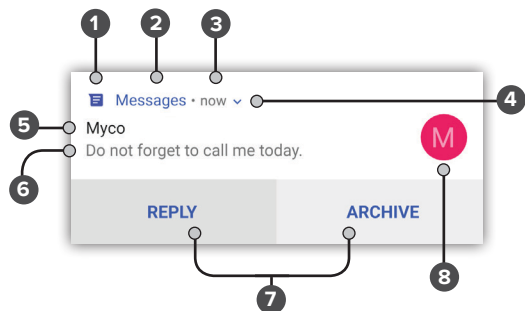 1
2
3
Messages • now
4
5
Myco
6
Do not forget to call me today.
M
REPLY
ARCHIVE
7
8